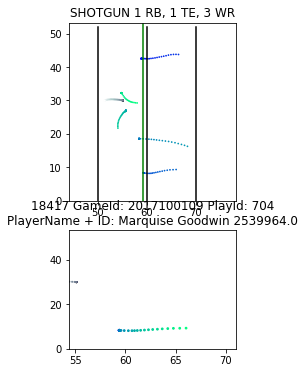 SHOTGUN 1 RB, 1 TE, 3 WR
50
40
30
20
10
0
50 60 70
18417 GameId: 2017100109 PlayId: 704
PlayerName + ID: Marquise Goodwin 2539964.0
40
20
0
55 60 65 70